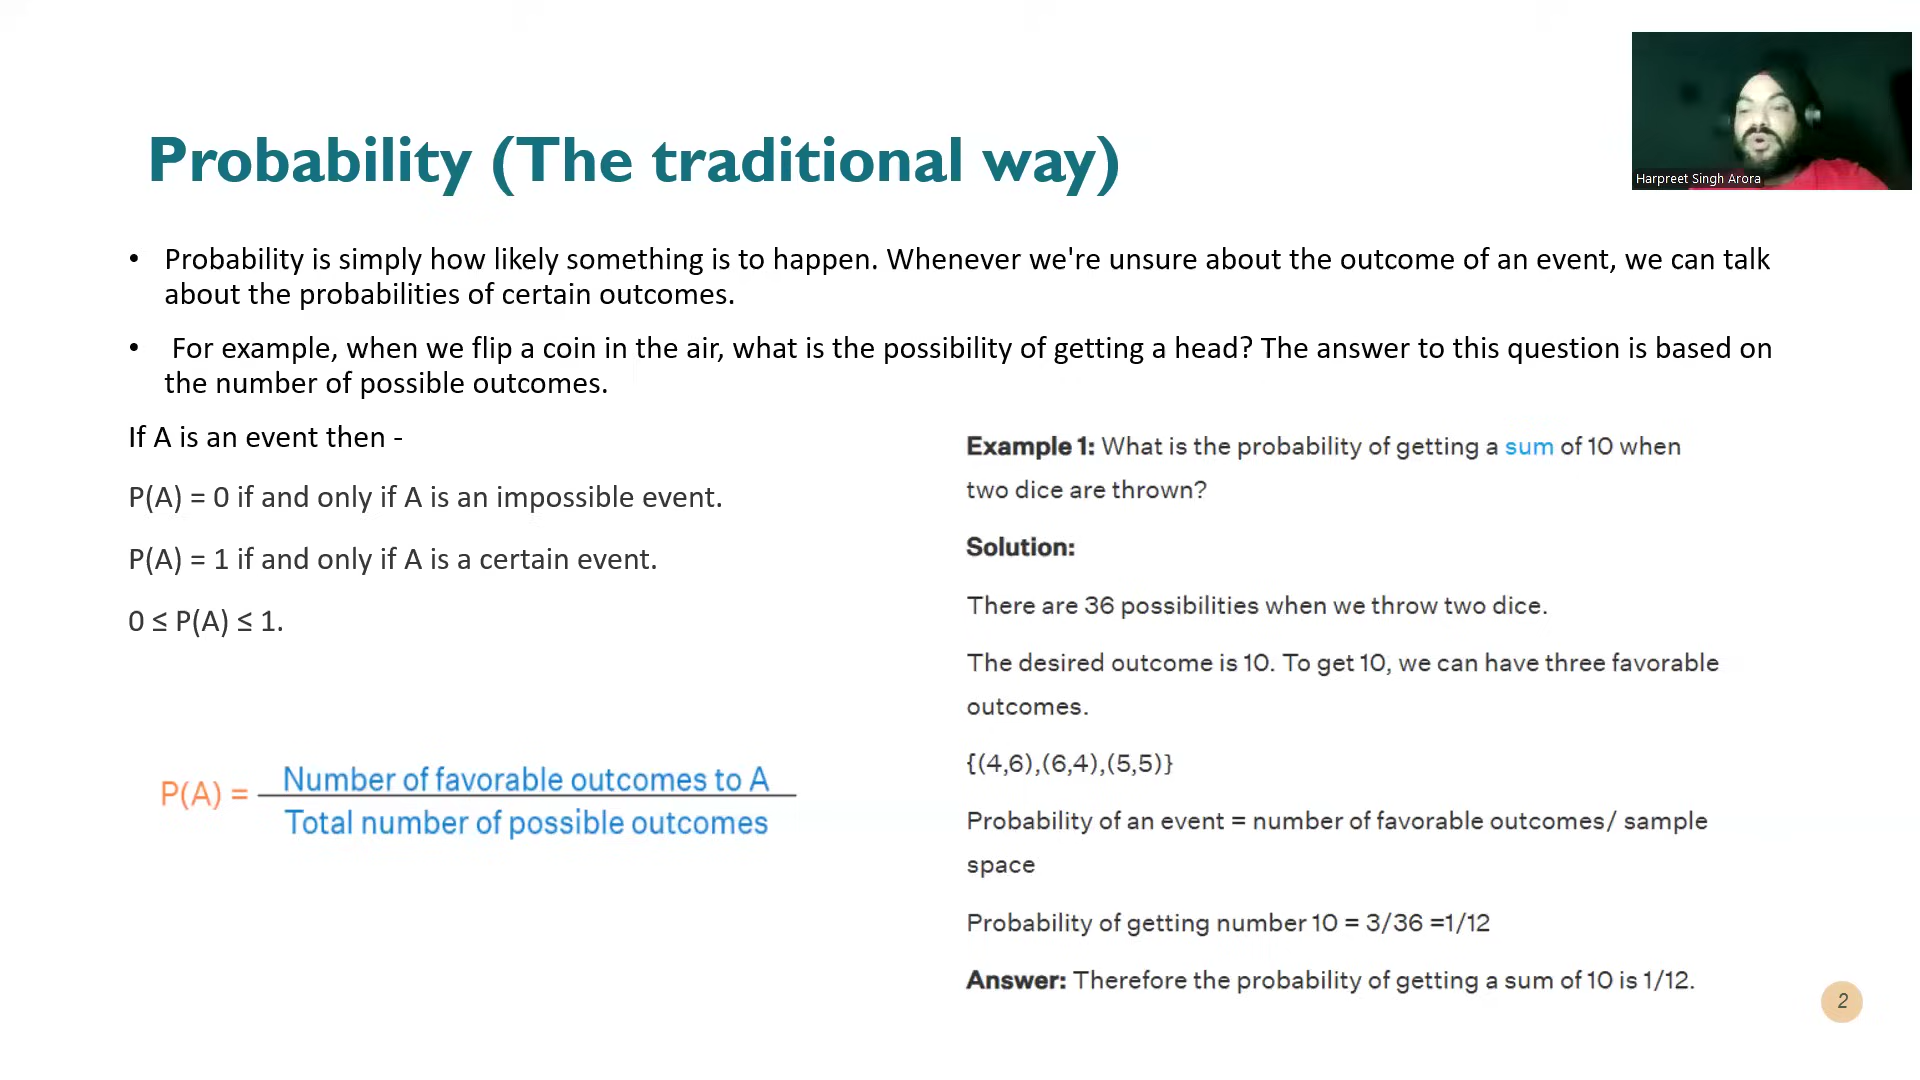 Probability (The traditional way)
Harpreet Singh Arora
• Probability is simply how likely something is to happen. Whenever we're unsure about the outcome of an event, we can talk
about the probabilities of certain outcomes.
• For example, when we flip a coin in the air, what is the possibility of getting a head? The answer to this question is based on
the number of possible outcomes.
If A is an event then -
P(A) = 0 if and only if A is an impossible event.
P(A) = 1 if and only if A is a certain event.
0 ≤ P(A) ≤ 1.
P(A) =
Number of favorable outcomes to A
Total number of possible outcomes
Example 1: What is the probability of getting a sum of 10 when
two dice are thrown?
Solution:
There are 36 possibilities when we throw two dice.
The desired outcome is 10. To get 10, we can have three favorable
outcomes.
{(4,6),(6,4),(5,5)}
Probability of an event = number of favorable outcomes/ sample
space
Probability of getting number 10 = 3/36 =1/12
Answer: Therefore the probability of getting a sum of 10 is 1/12.
2